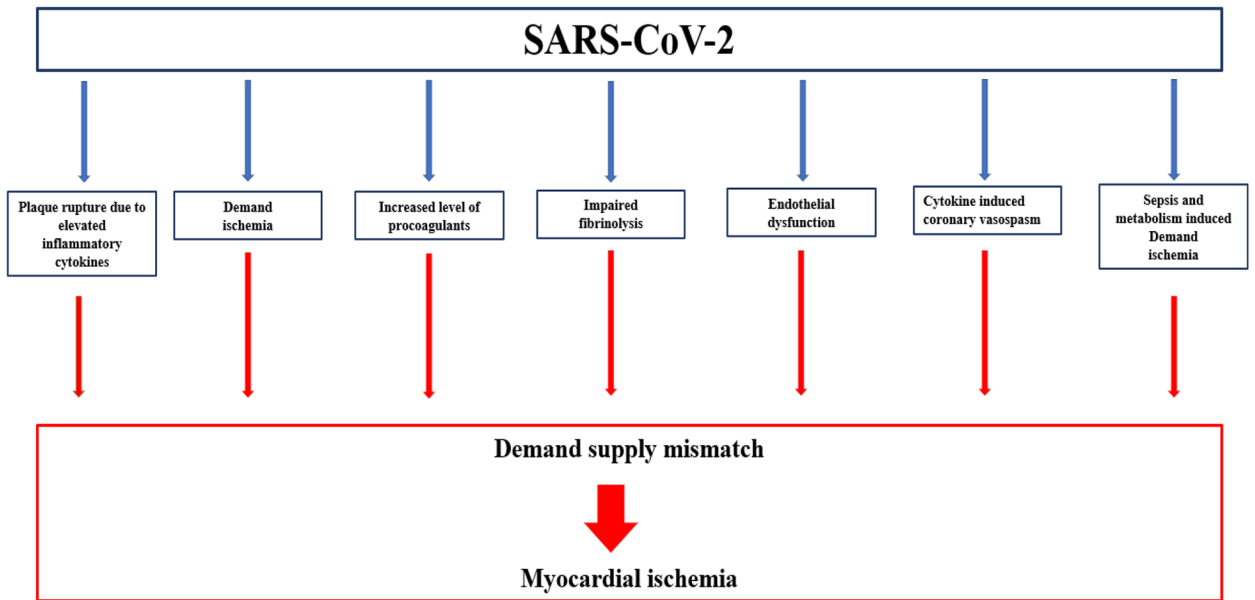 SARS-CoV-2
Plaque rupture due to
elevated
inflammatory
cytokines
Demand
ischemia
Increased level of
procoagulants
Impaired
fibrinolysis
Endothelial
dysfunction
Cytokine induced
coronary vasospasm
Sepsis and
metabolism induced
Demand
ischemia
Demand supply mismatch
Myocardial ischemia